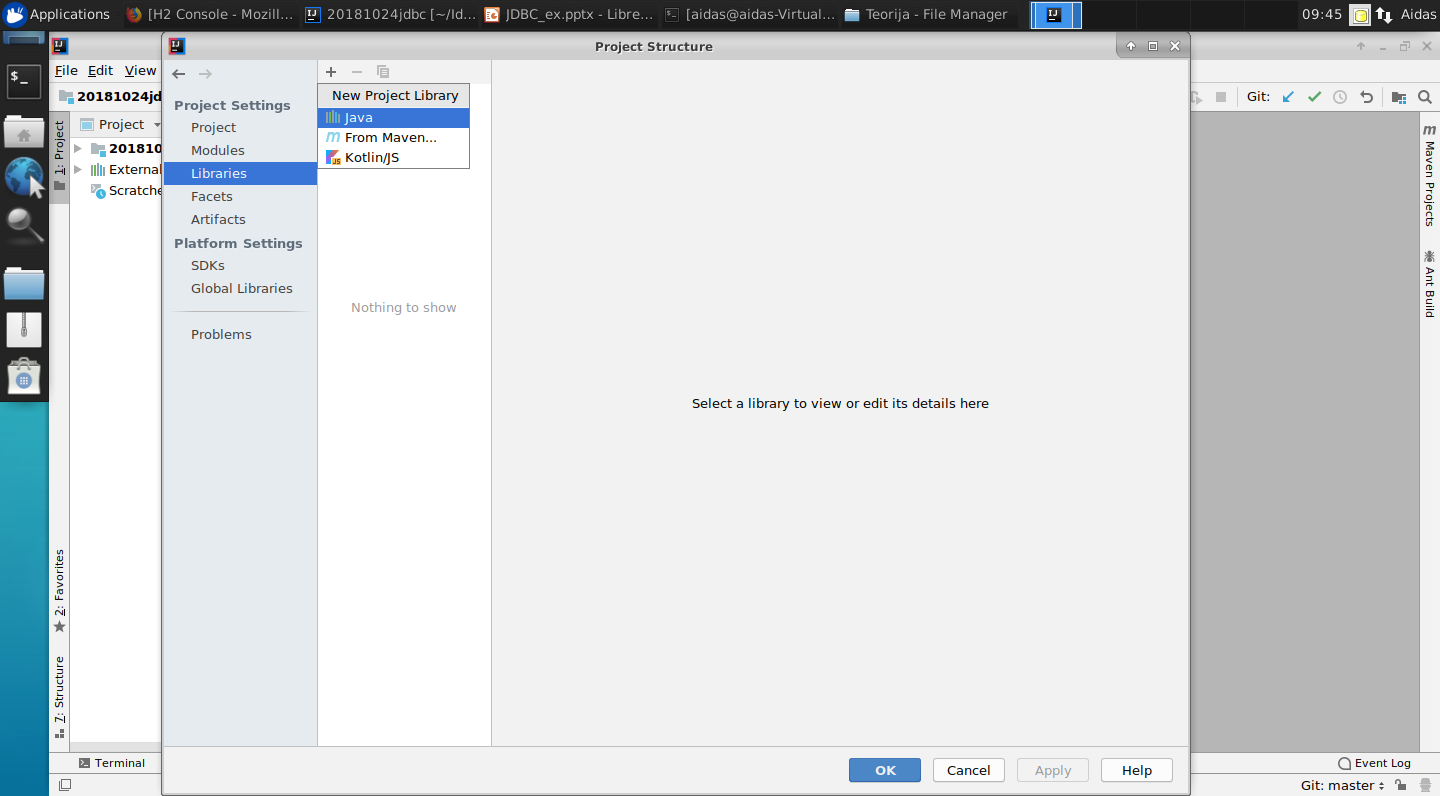 Applications
[H2 Console - Mozill...
20181024jdbc [~/Id...
JDBC_ex.pptx - Libre...
[aidas@aidas-Virtual...
Teorija - File Manager
09:45
Aidas
Project Structure
File Edit View
20181024jd
Git:
1: Project
Project
201810
External
Scratche
2: Favorites
7: Structure
Project Settings
Project
Modules
Libraries
Facets
Artifacts
Platform Settings
SDKs
Global Libraries
Problems
New Project Library
Java
From Maven...
Kotlin/JS
Nothing to show
Select a library to view or edit its details here
Maven Projects
Ant Build
OK
Cancel
Apply
Help
Terminal
Event Log
Git: master